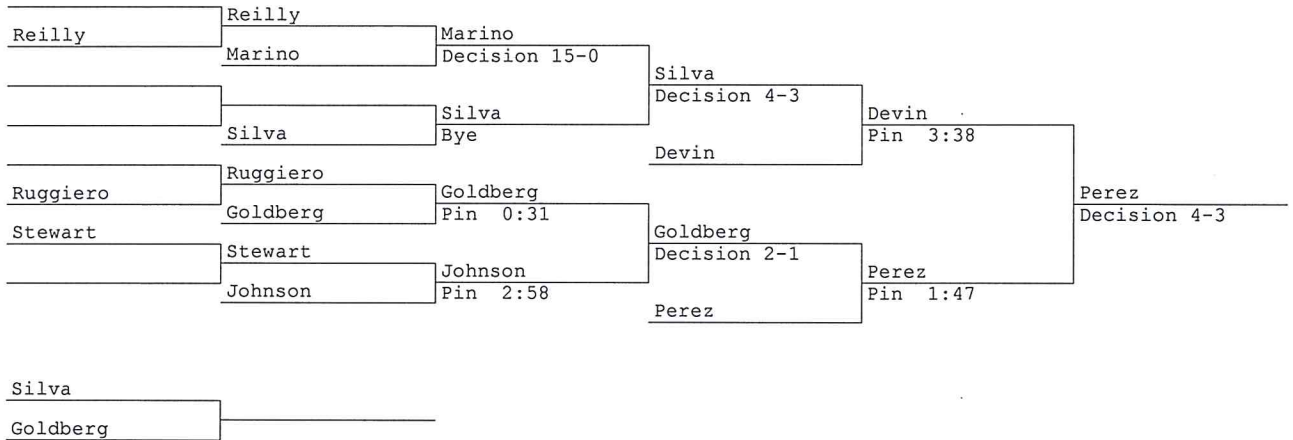 Reilly
Reilly
Marino
Marino
Decision 15-0
Silva
Silva
Bye
Silva
Decision 4-3
Devin
Devin
Pin 3:38
Ruggiero
Ruggiero
Goldberg
Goldberg
Pin 0:31
Stewart
Stewart
Johnson
Johnson
Pin 2:58
Goldberg
Decision 2-1
Perez
Perez
Pin 1:47
Perez
Decision 4-3
Silva
Goldberg